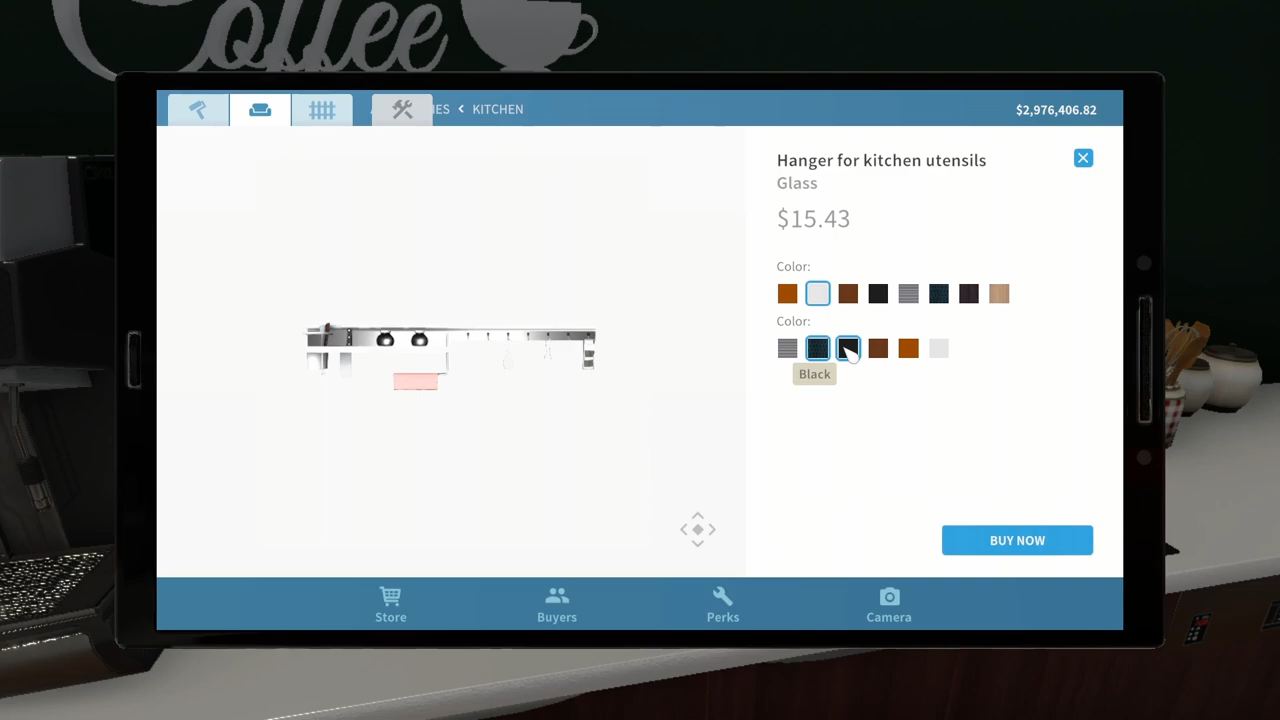 Coffee
IES < KITCHEN
$2,976,406.82
Hanger for kitchen utensils
Glass
$15.43
Color:
Color:
Black
BUY NOW
Store
Buyers
Perks
Camera